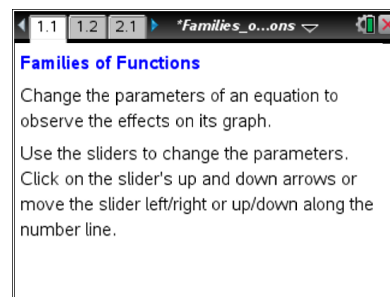 1.1 1.2 2.1 *Families_o...ons
Families of Functions
Change the parameters of an equation to
observe the effects on its graph.
Use the sliders to change the parameters.
Click on the slider's up and down arrows or
move the slider left/right or up/down along the
number line.